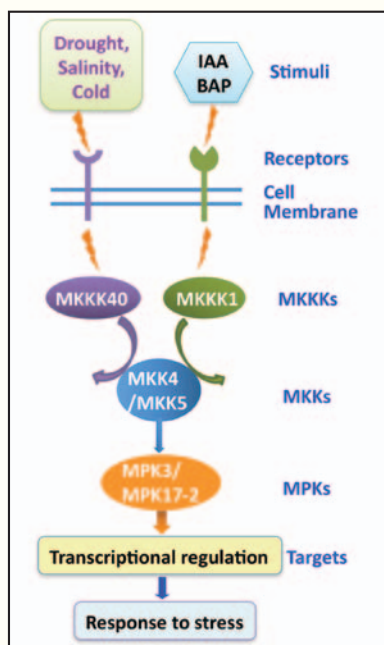 Drought,
Salinity,
Cold
IAA
BAP
Stimuli
Receptors
Cell
Membrane
MKKK40
MKKK1
MKKKs
MKK4
/MKK5
MKKs
MPK3/
MPK17-2
MPKs
Transcriptional regulation
Targets
Response to stress